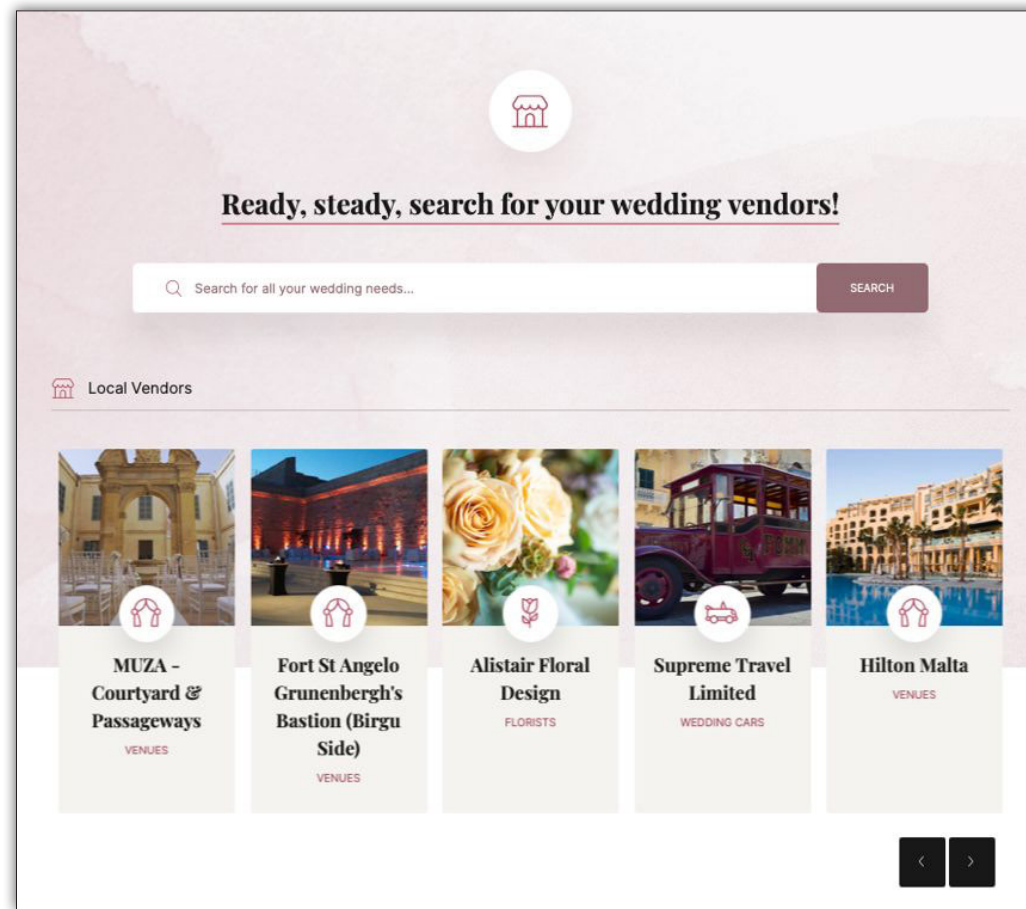 Ready, steady, search for your wedding vendors!
Search for all your wedding needs...
SEARCH
Local Vendors
MUZA -
Courtyard &
Passageways
VENUES
Fort St Angelo
Grunenbergh's
Bastion (Birgu
Side)
VENUES
Alistair Floral
Design
FLORISTS
Supreme Travel
Limited
WEDDING CARS
Hilton Malta
VENUES